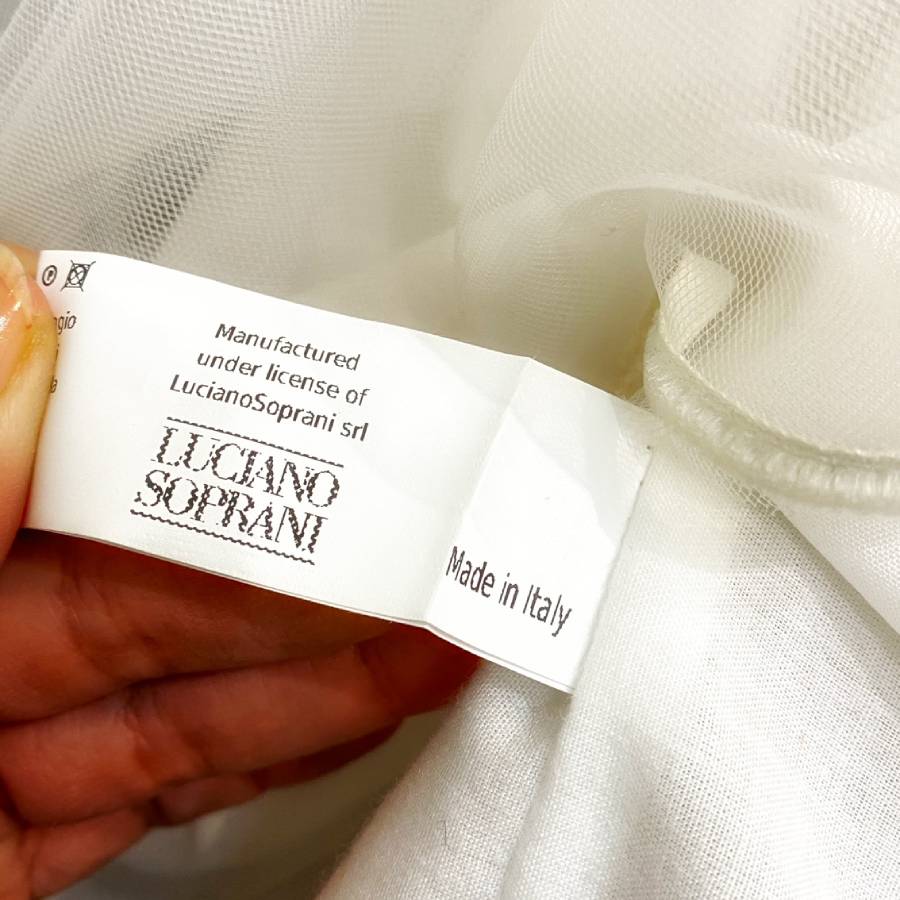 Manufactured
under license of
LucianoSoprani srl
LUCIANO
SOPRANI
Made in Italy